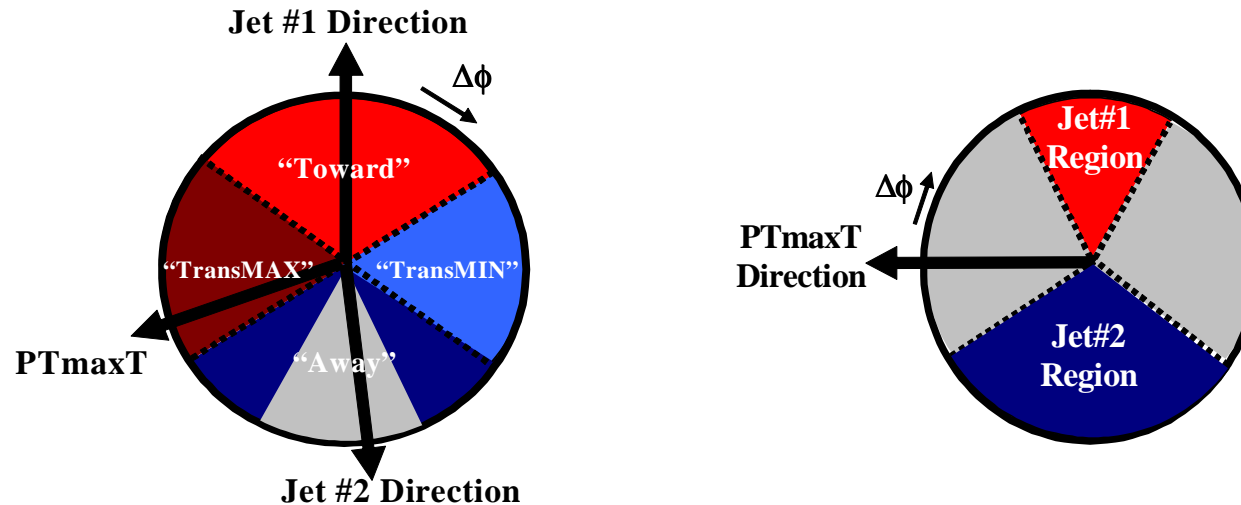 Jet #1 Direction
Δϕ
“Toward”
“TransMAX”
“TransMIN”
PTmaxT
“Away”
Jet #2 Direction
Jet#1
Region
Δϕ
PTmaxT
Direction
Jet#2
Region